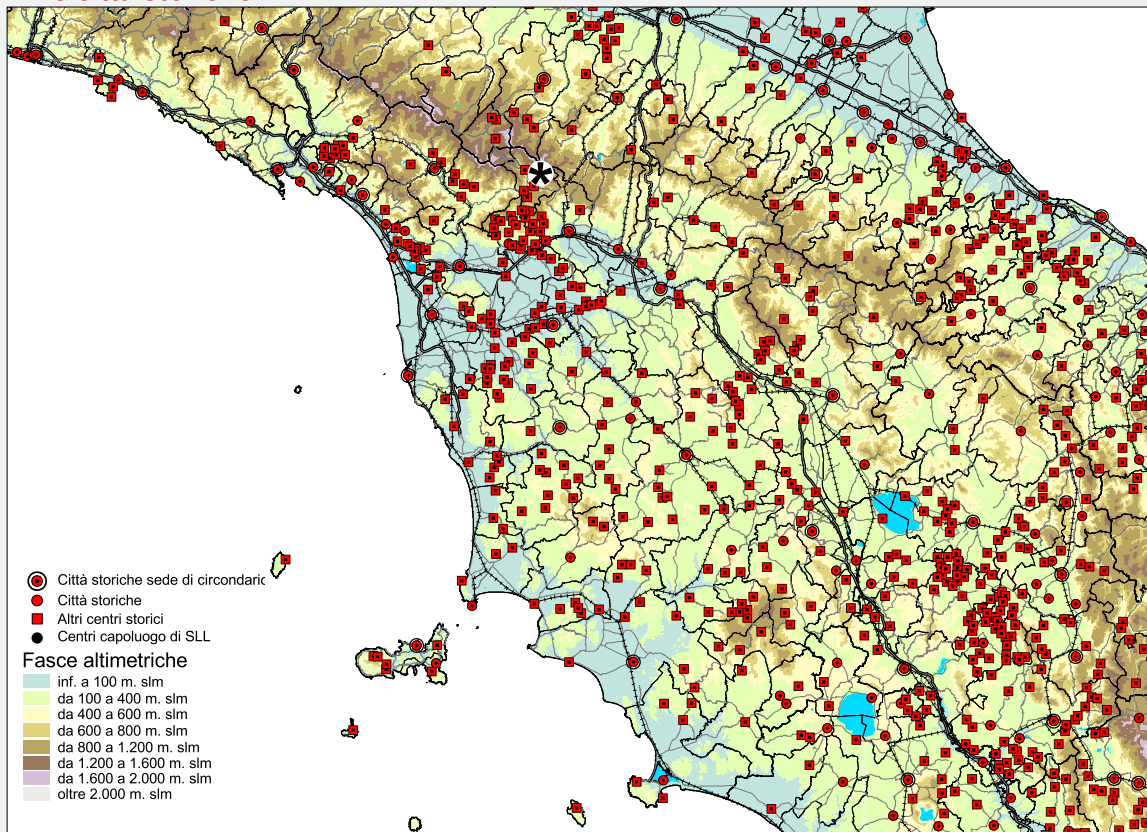 Città storiche sede di circondaric
Città storiche
Altri centri storici
Centri capoluogo di SLL
Fasce altimetriche
inf. a 100 m. slm
da 100 a 400 m. slm
da 400 a 600 m. slm
da 600 a 800 m. slm
da 800 a 1.200 m. slm
da 1.200 a 1.600 m. slm
da 1.600 a 2.000 m. slm
oltre 2.000 m. slm